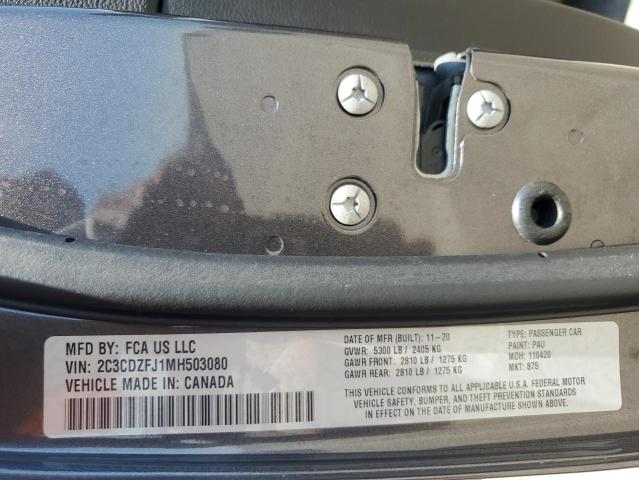 MFD BY: FCA US LLC
VIN: 2C3CDZFJ1MH503080
VEHICLE MADE IN: CANADA
DATE OF MFR (BUILT): 11-20
GVWR: 5300 LB / 2405 KG
GAWR FRONT: 2810 LB / 1275 KG
GAWR REAR: 2810 LB / 1275 KG
TYPE: PASSENGER CAR
PAINT: PAU
MDH: 110420
MKT: 875
THIS VEHICLE CONFORMS TO ALL APPLICABLE U.S.A. FEDERAL MOTOR
VEHICLE SAFETY, BUMPER, AND THEFT PREVENTION STANDARDS IN
EFFECT ON THE DATE OF MANUFACTURE SHOWN ABOVE.